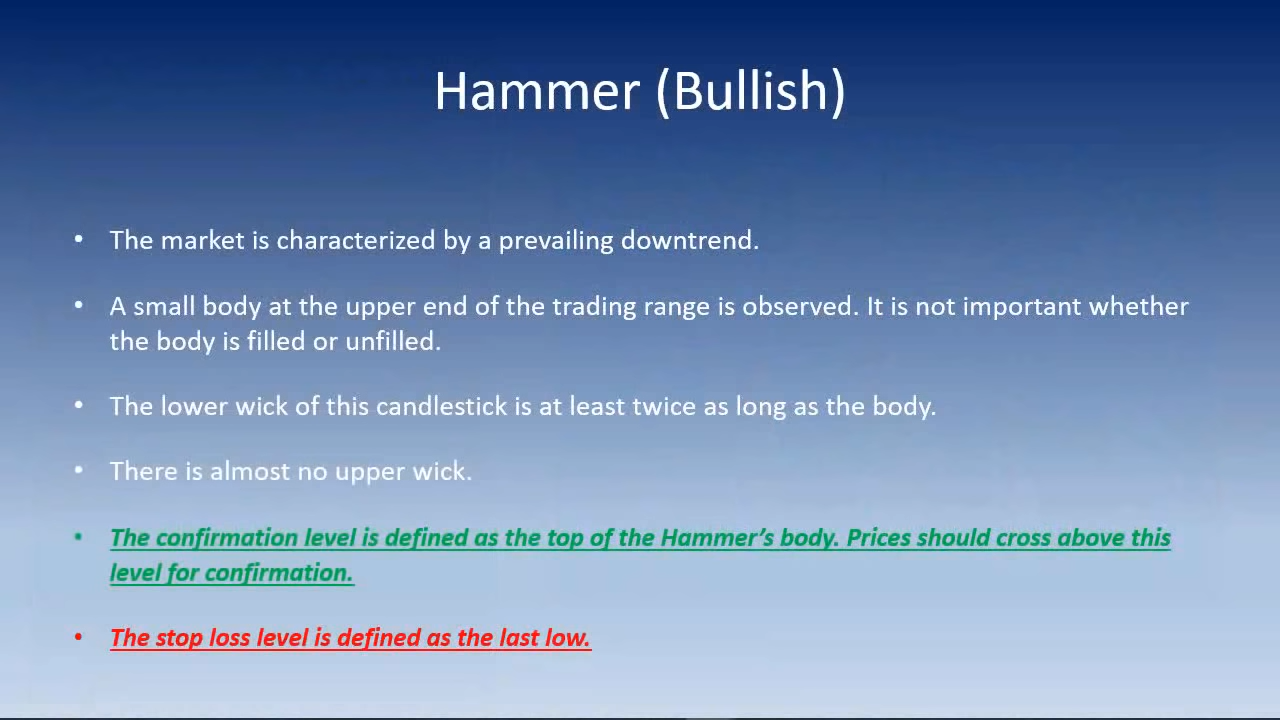 Hammer (Bullish)
• The market is characterized by a prevailing downtrend.
• A small body at the upper end of the trading range is observed. It is not important whether
the body is filled or unfilled.
• The lower wick of this candlestick is at least twice as long as the body.
• There is almost no upper wick.
• The confirmation level is defined as the top of the Hammer’s body. Prices should cross above this
level for confirmation.
• The stop loss level is defined as the last low.